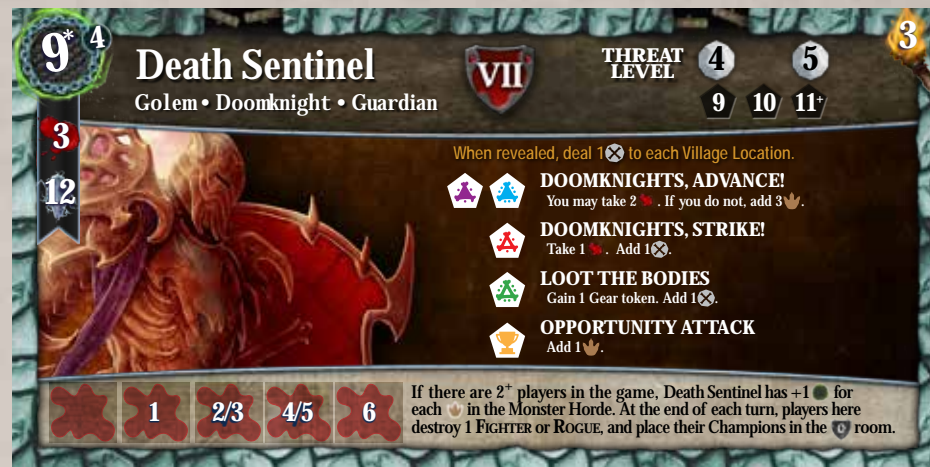 9* 4
Death Sentinel
Golem • Doomknight • Guardian
VII
THREAT LEVEL 4 5
9 10 11+
3
3
12
When revealed, deal 1 to each Village Location.
DOOMKNIGHTS, ADVANCE!
You may take 2 . If you do not, add 3 .
DOOMKNIGHTS, STRIKE!
Take 1 . Add 1 .
LOOT THE BODIES
Gain 1 Gear token. Add 1 .
OPPORTUNITY ATTACK
Add 1 .
1 2/3 4/5 6
If there are 2+ players in the game, Death Sentinel has +1 for
each in the Monster Horde. At the end of each turn, players here
destroy 1 FIGHTER or ROGUE, and place their Champions in the room.